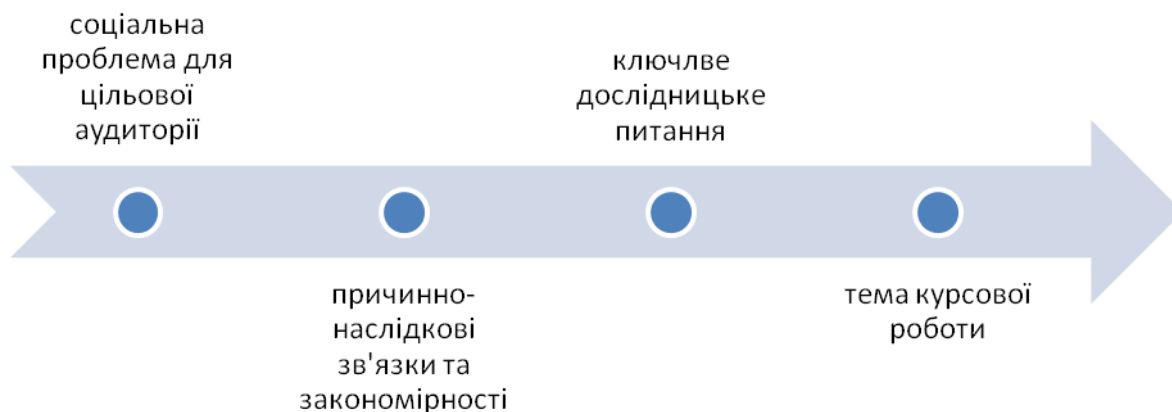 соціальна
проблема для
цільової
аудиторії
причинно-
наслідкові
зв'язки та
закономірності
ключлве
дослідницьке
питання
тема курсової
роботи